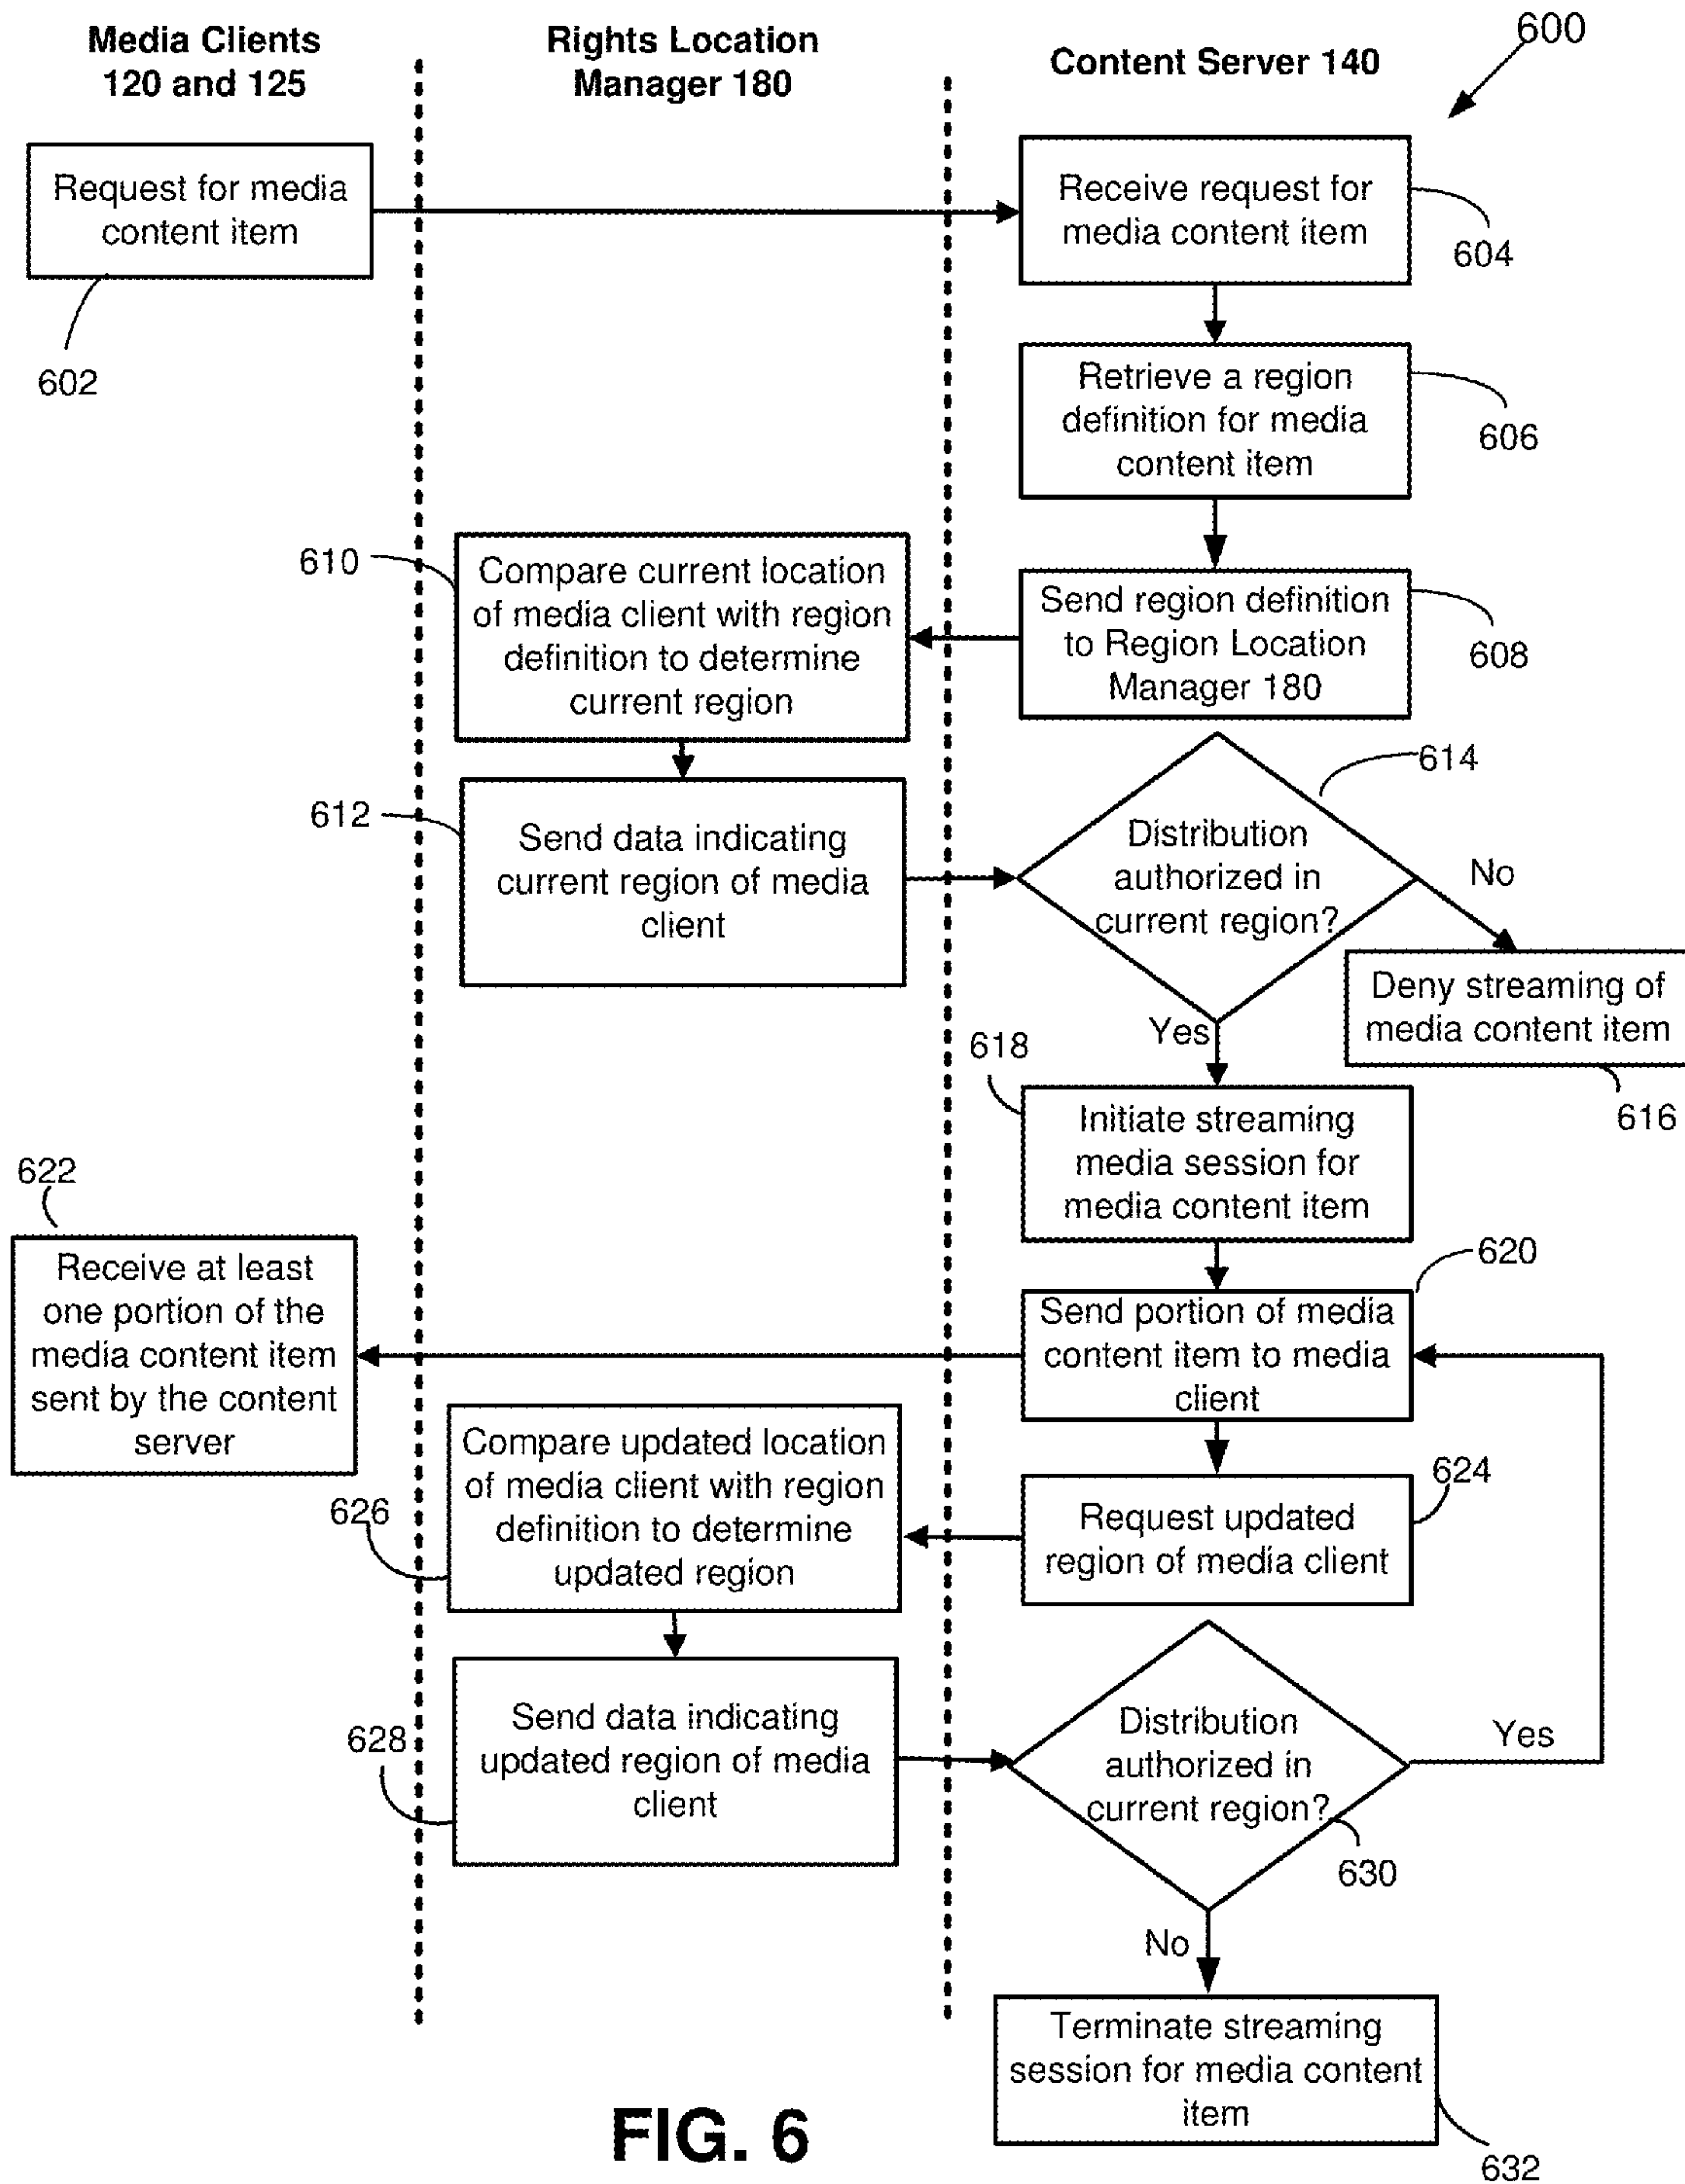 Media Clients
120 and 125
Rights Location
Manager 180
Content Server 140
600
Request for media
content item
602
Receive request for
media content item
604
Retrieve a region
definition for media
content item
606
610
Compare current location
of media client with region
definition to determine
current region
Send region definition
to Region Location
Manager 180
608
612
Send data indicating
current region of media
client
Distribution
authorized in
current region?
614
No
Deny streaming of
media content item
616
Yes
618
Initiate streaming
media session for
media content item
622
Receive at least
one portion of the
media content item
sent by the content
server
Send portion of media
content item to media
client
620
626
Compare updated location
of media client with region
definition to determine
updated region
Request updated
region of media client
624
628
Send data indicating
updated region of media
client
Distribution
authorized in
current region?
Yes
630
No
Terminate streaming
session for media content
item
632
FIG. 6